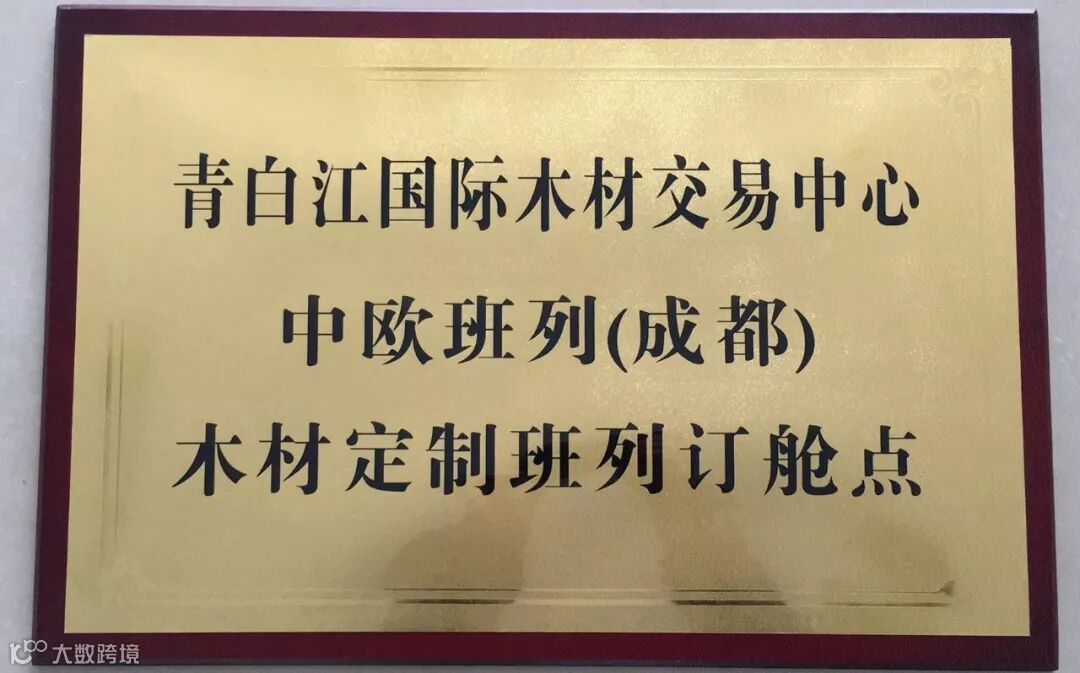 青白江国际木材交易中心
中欧班列(成都)
木材定制班列订舱点
大数跨境